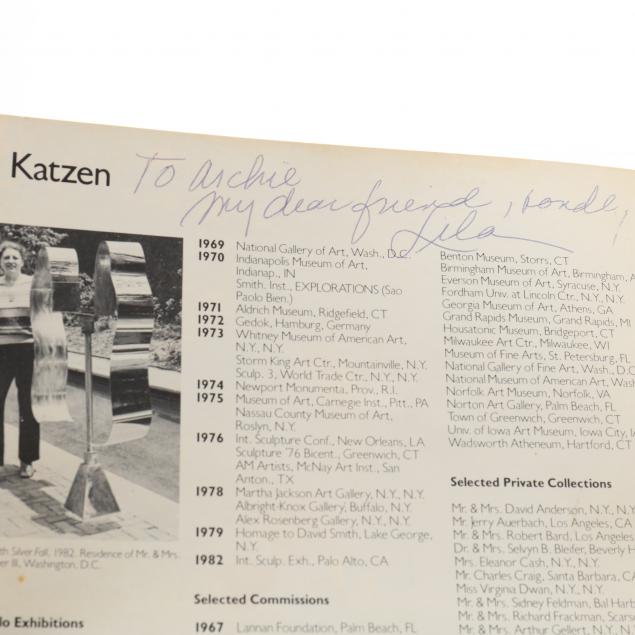 Katzen
To Archie
My dear friend,
Lila
1969 National Gallery of Art, Wash., D.C.
1970 Indianapolis Museum of Art,
Indianap., IN
Smith. Inst., EXPLORATIONS (Sao
Paolo Bien.)
1971 Aldrich Museum, Ridgefield, CT
1972 Gedok, Hamburg, Germany
1973 Whitney Museum of American Art,
N.Y., N.Y.
Storm King Art Ctr., Mountainville, N.Y.
Sculp. 3, World Trade Ctr., N.Y., N.Y.
1974 Newport Monumenta, Prov., R.I.
1975 Museum of Art, Carnegie Inst., Pitt., PA
Nassau County Museum of Art,
Roslyn, N.Y.
1976 Int. Sculpture Conf., New Orleans, LA
Sculpture '76 Bicent., Greenwich, CT
AM Artists, McNay Art Inst., San
Anton., TX
1978 Martha Jackson Art Gallery, N.Y., N.Y.
Albright-Knox Gallery, Buffalo, N.Y.
Alex Rosenberg Gallery, N.Y., N.Y.
1979 Homage to David Smith, Lake George,
N.Y.
1982 Int. Sculp. Exh., Palo Alto, CA
Selected Commissions
1967 Lannan Foundation, Palm Beach, FL
Benton Museum, Storrs, CT
Birmingham Museum of Art, Birmingham, A
Everson Museum of Art, Syracuse, N.Y.
Fordham Univ. at Lincoln Ctr., N.Y., N.Y.
Georgia Museum of Art, Athens, GA
Grand Rapids Museum, Grand Rapids, MI
Housatonic Museum, Bridgeport, CT
Milwaukee Art Ctr., Milwaukee, WI
Museum of Fine Arts, St. Petersburg, FL
National Gallery of Fine Art, Wash., D.C
National Museum of American Art, Wash
Norfolk Art Museum, Norfolk, VA
Norton Art Gallery, Palm Beach, FL
Town of Greenwich, Greenwich, CT
Univ. of Iowa Art Museum, Iowa City, IA
Wadsworth Atheneum, Hartford, CT
Selected Private Collections
Mr. & Mrs. David Anderson, N.Y., N.Y
Mr. Jerry Auerbach, Los Angeles, CA
Mr. & Mrs. Robert Bard, Los Angeles
Dr. & Mrs. Selvyn B. Bleifer, Beverly H
Mrs. Eleanor Cash, N.Y., N.Y.
Mr. Charles Craig, Santa Barbara, CA
Miss Virginia Dwan, N.Y., N.Y.
Mr. & Mrs. Sidney Feldman, Bal Harb
Mr. & Mrs. Richard Frackman, Scars
Mr. & Mrs. Arthur Gellert, N.Y., N.
th Silver Fall, 1982. Residence of Mr. & Mrs.
er III, Washington, D.C.
lo Exhibitions